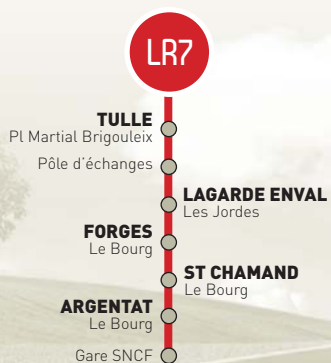 LR7
TULLE
Pl Martial Brigouleix
Pôle d'échanges
LAGARDE ENVAL
Les Jordes
FORGES
Le Bourg
ST CHAMAND
Le Bourg
ARGENTAT
Le Bourg
Gare SNCF